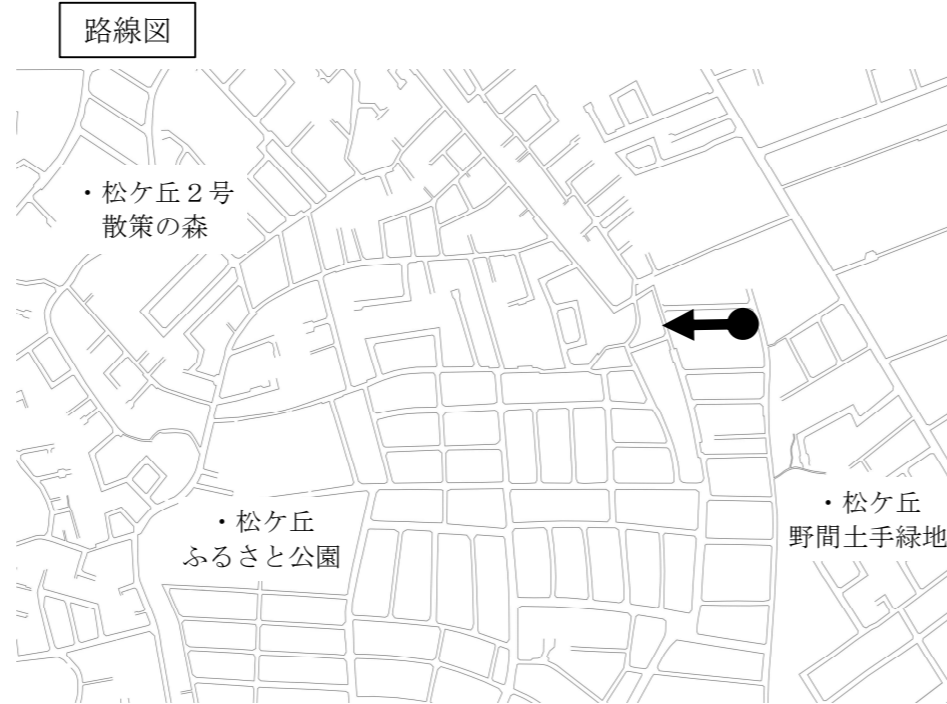 路線図
・松ケ丘２号
散策の森
・松ケ丘
ふるさと公園
・松ケ丘
野間土手緑地